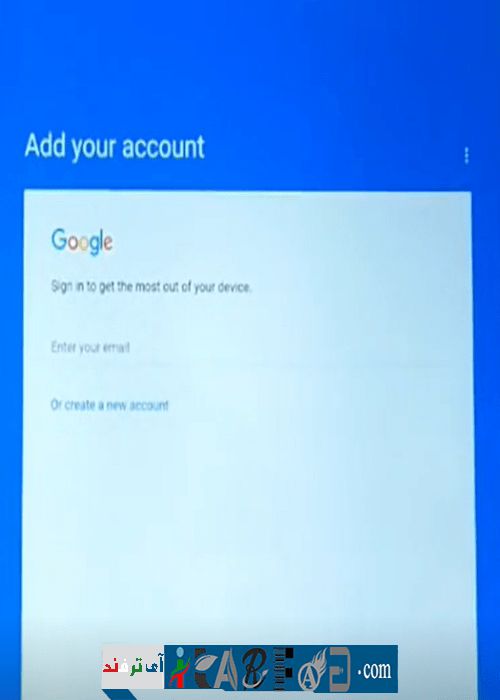 Add your account
Google
Sign in to get the most out of your device.
Enter your email
Or create a new account
آی ترفند
.com